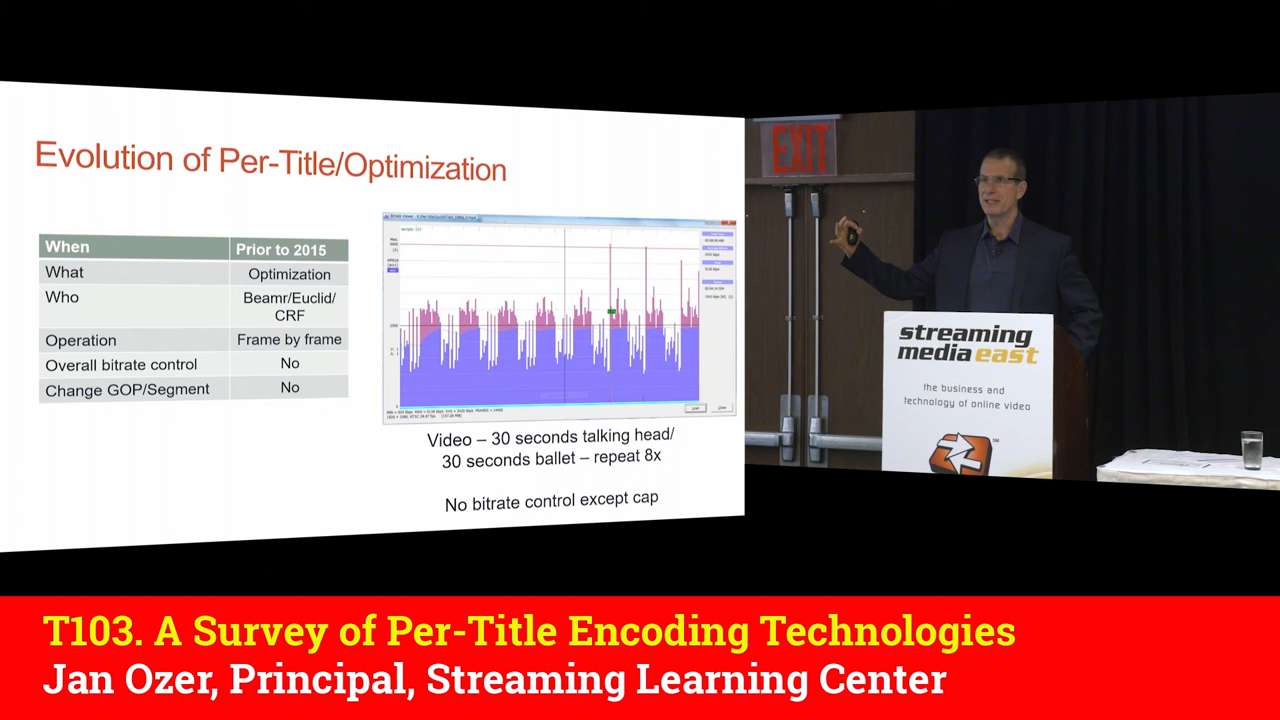 Evolution of Per-Title/Optimization
When Prior to 2015
What Optimization
Who Beamr/Euclid/
CRF
Operation Frame by frame
Overall bitrate control No
Change GOP/Segment No
Video – 30 seconds talking head/
30 seconds ballet – repeat 8x
No bitrate control except cap
EXIT
streaming
media east
the business and
technology of online video
T103. A Survey of Per-Title Encoding Technologies
Jan Ozer, Principal, Streaming Learning Center